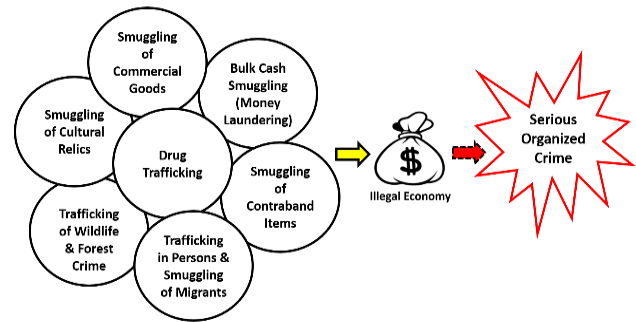 Smuggling
of
Commercial
Goods
Bulk Cash
Smuggling
(Money
Laundering)
Smuggling
of Cultural
Relics
Drug
Trafficking
Smuggling
of
Contraband
Items
Trafficking
of Wildlife
& Forest
Crime
Trafficking
in Persons &
Smuggling
of Migrants
$
Illegal Economy
Serious
Organized
Crime